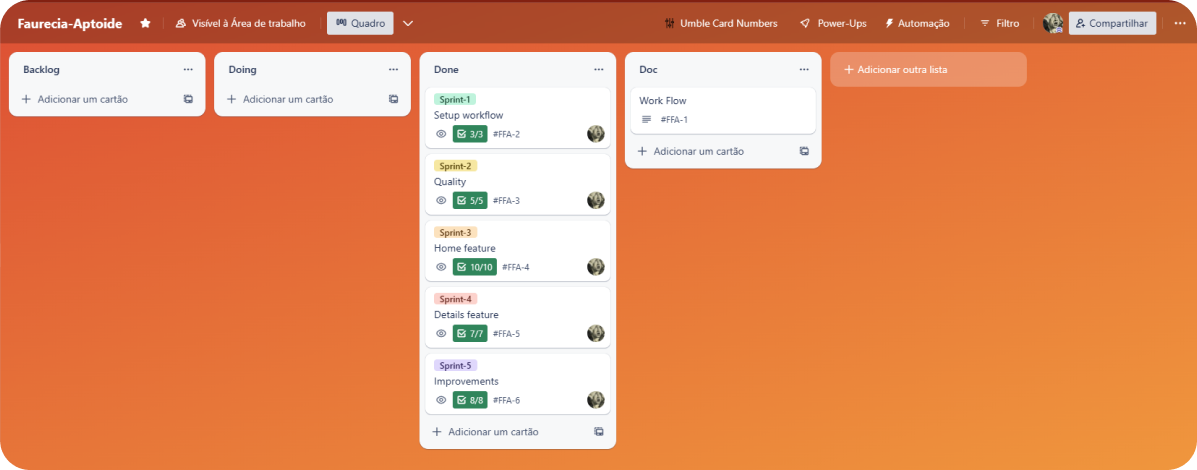 Faurecia-Aptoide
Visível à Área de trabalho
Quadro
Umble Card Numbers
Power-Ups
Automação
Filtro
Compartilhar
Backlog
Adicionar um cartão
Doing
Adicionar um cartão
Done
Sprint-1
Setup workflow
3/3 #FFA-2
Sprint-2
Quality
5/5 #FFA-3
Sprint-3
Home feature
10/10 #FFA-4
Sprint-4
Details feature
7/7 #FFA-5
Sprint-5
Improvements
8/8 #FFA-6
Adicionar um cartão
Doc
Work Flow
#FFA-1
Adicionar um cartão
Adicionar outra lista